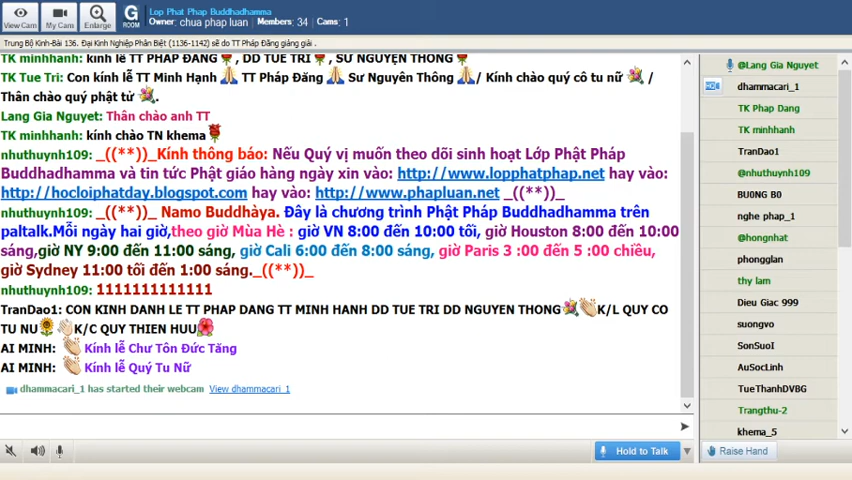 Lop Phat Phap Buddhadhamma
Owner: chua phap luan Members: 34 Cams: 1
View Cam My Cam Enlarge G ROOM
Trung Bộ Kinh-Bài 136. Đại Kinh Nghiệp Phân Biệt (1136-1142) sẽ do TT Pháp Đăng giảng giải .
TK minhhanh: kính lễ TT PHÁP ĐĂNG , DD TUỆ TRÍ , SƯ NGUYỆN THÔNG
TK Tue Tri: Con kính lễ TT Minh Hạnh TT Pháp Đăng Sư Nguyên Thông / Kính chào quý cô tu nữ /
Thân chào quý phật tử .
Lang Gia Nguyet: Thân chào anh TT
TK minhhanh: kính chào TN khema
nhuthuynh109: _((**))_Kính thông báo: Nếu Quý vị muốn theo dõi sinh hoạt Lớp Phật Pháp
Buddhadhamma và tin tức Phật giáo hàng ngày xin vào: http://www.lopphatphap.net hay vào:
http://hocloiphatday.blogspot.com hay vào: http://www.phapluan.net _((**))_
nhuthuynh109: _((**))_ Namo Buddhàya. Đây là chương trình Phật Pháp Buddhadhamma trên
paltalk.Mỗi ngày hai giờ,theo giờ Mùa Hè : giờ VN 8:00 đến 10:00 tối, giờ Houston 8:00 đến 10:00
sáng,giờ NY 9:00 đến 11:00 sáng, giờ Cali 6:00 đến 8:00 sáng, giờ Paris 3 :00 đến 5 :00 chiều,
giờ Sydney 11:00 tối đến 1:00 sáng._((**))_
nhuthuynh109: 1111111111111
TranDao1: CON KINH DANH LE TT PHAP DANG TT MINH HANH DD TUE TRI DD NGUYEN THONG K/L QUY CO
TU NU K/C QUY THIEN HUU
AI MINH: Kính lễ Chư Tôn Đức Tăng
AI MINH: Kính lễ Quý Tu Nữ
dhammacari_1 has started their webcam View dhammacari_1
Hold to Talk
@Lang Gia Nguyet
HD dhammacari_1
TK Phap Dang
TK minhhanh
TranDao1
@nhuthuynh109
BU0NG B0
nghe phap_1
@hongnhat
phongglan
thy lam
Dieu Giac 999
suongvo
SonSuoI
AuSocLinh
TueThanhDVBG
Trangthu-2
khema_5
Raise Hand